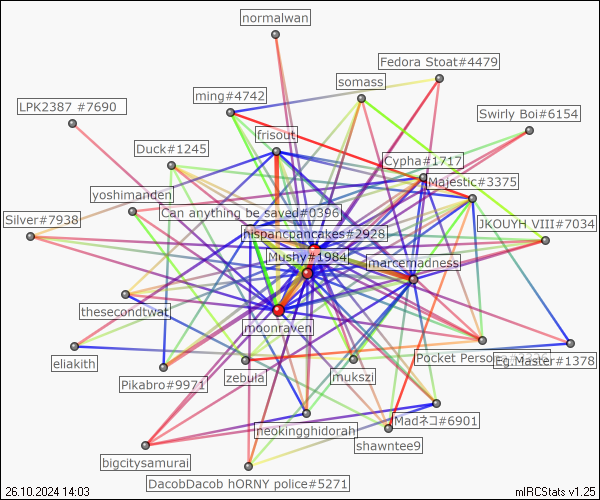 normalwan
Fedora Stoat#4479
somass
ming#4742
LPK2387 #7690
Swirly Boi#6154
frisout
Duck#1245
Cypha#1717
Majestic#3375
yoshimanden
Can anything be saved#0396
Silver#7938
JKOUYH VIII#7034
hispancpancakes#2928
Mushy#1984
marcemadness
thesecondtwat
moonraven
eliakith
Pocket Persona
Eg.Master#1378
Pikabro#9971
zebula
mukszi
Madネコ#6901
neokingghidorah
shawntee9
bigcitysamurai
DacobDacob hORNY police#5271
26.10.2024 14:03
mIRCStats v1.25